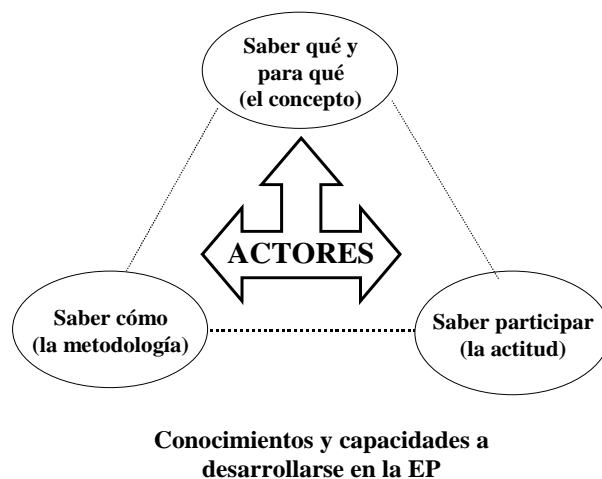 Saber qué y
para qué
(el concepto)
ACTORES
Saber cómo
(la metodología)
Saber participar
(la actitud)
Conocimientos y capacidades a
desarrollarse en la EP